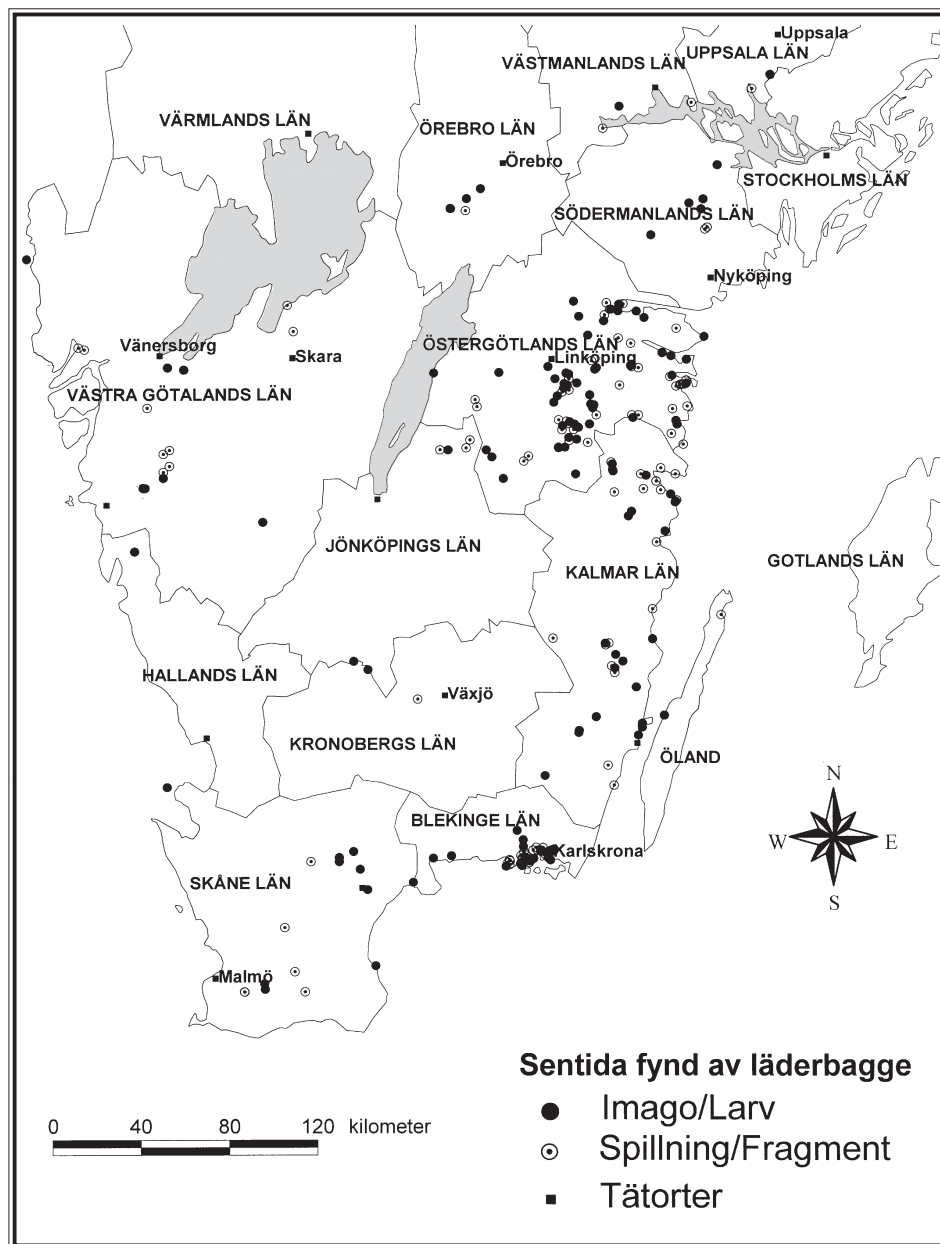 Uppsala
UPPSALA LÄN
VÄSTMANLANDS LÄN
VÄRMLANDS LÄN
ÖREBRO LÄN
Örebro
STOCKHOLMS LÄN
SÖDERMANLANDS LÄN
Nyköping
Vänersborg
Skara
ÖSTERGÖTLANDS LÄN
Linköping
VÄSTRA GÖTALANDS LÄN
JÖNKÖPINGS LÄN
KALMAR LÄN
GOTLANDS LÄN
HALLANDS LÄN
Växjö
KRONOBERGS LÄN
ÖLAND
N
W
E
S
BLEKINGE LÄN
Karlskrona
SKÅNE LÄN
Malmö
Sentida fynd av läderbagge
Imago/Larv
Spillning/Fragment
Tätorter
0 40 80 120 kilometer